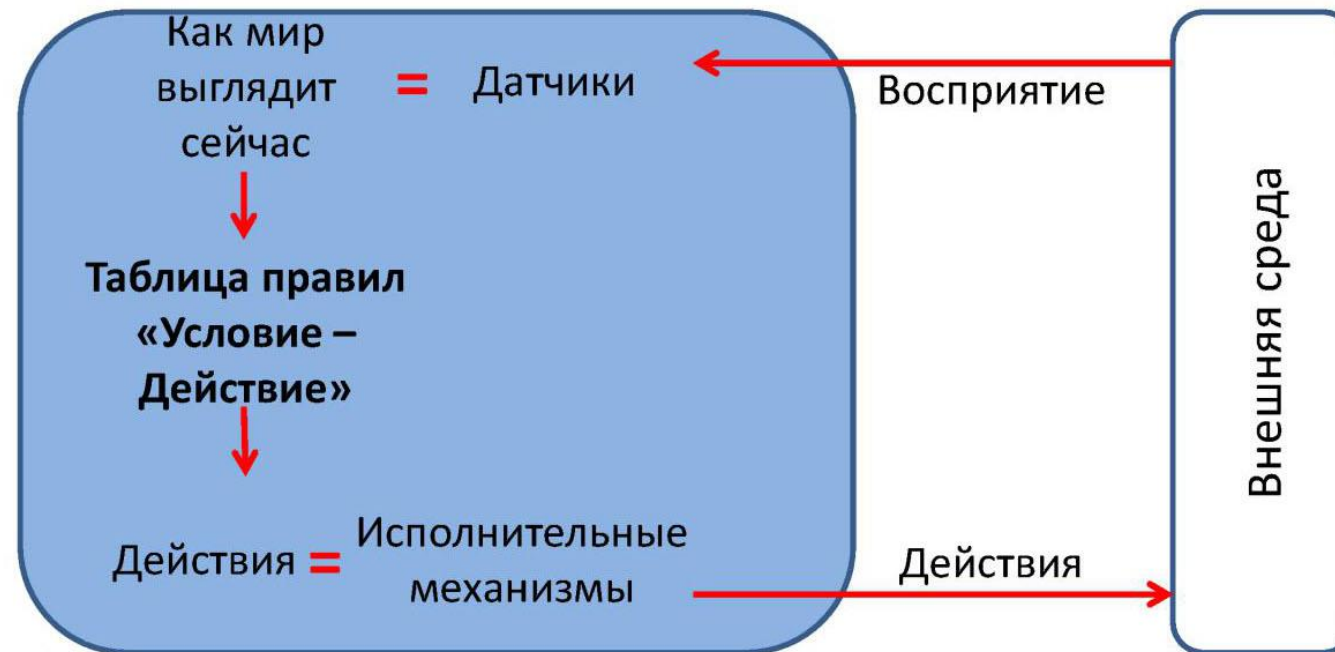 Как мир
выглядит
сейчас
= Датчики
Восприятие
Таблица правил
«Условие –
Действие»
Действия =
Исполнительные
механизмы
Действия
Внешняя среда